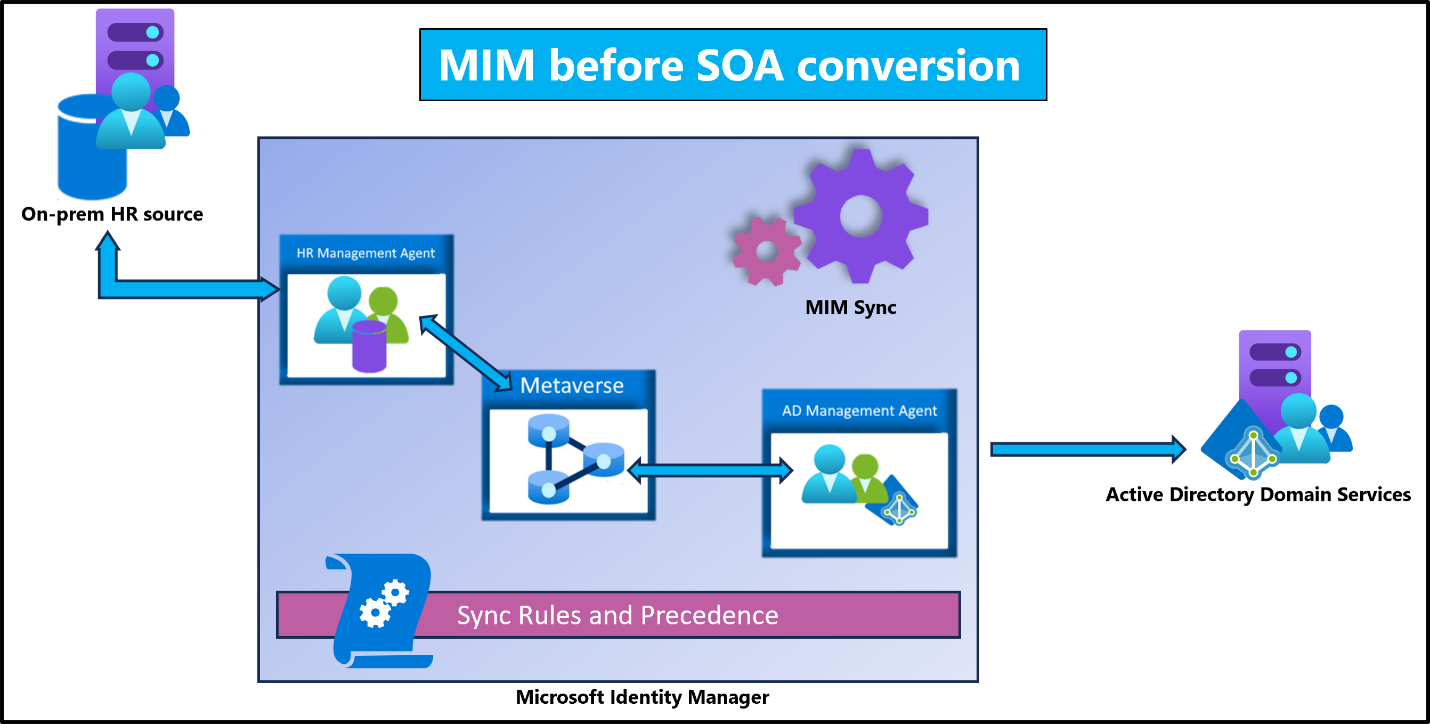 MIM before SOA conversion
On-prem HR source
HR Management Agent
MIM Sync
Metaverse
AD Management Agent
Active Directory Domain Services
Sync Rules and Precedence
Microsoft Identity Manager